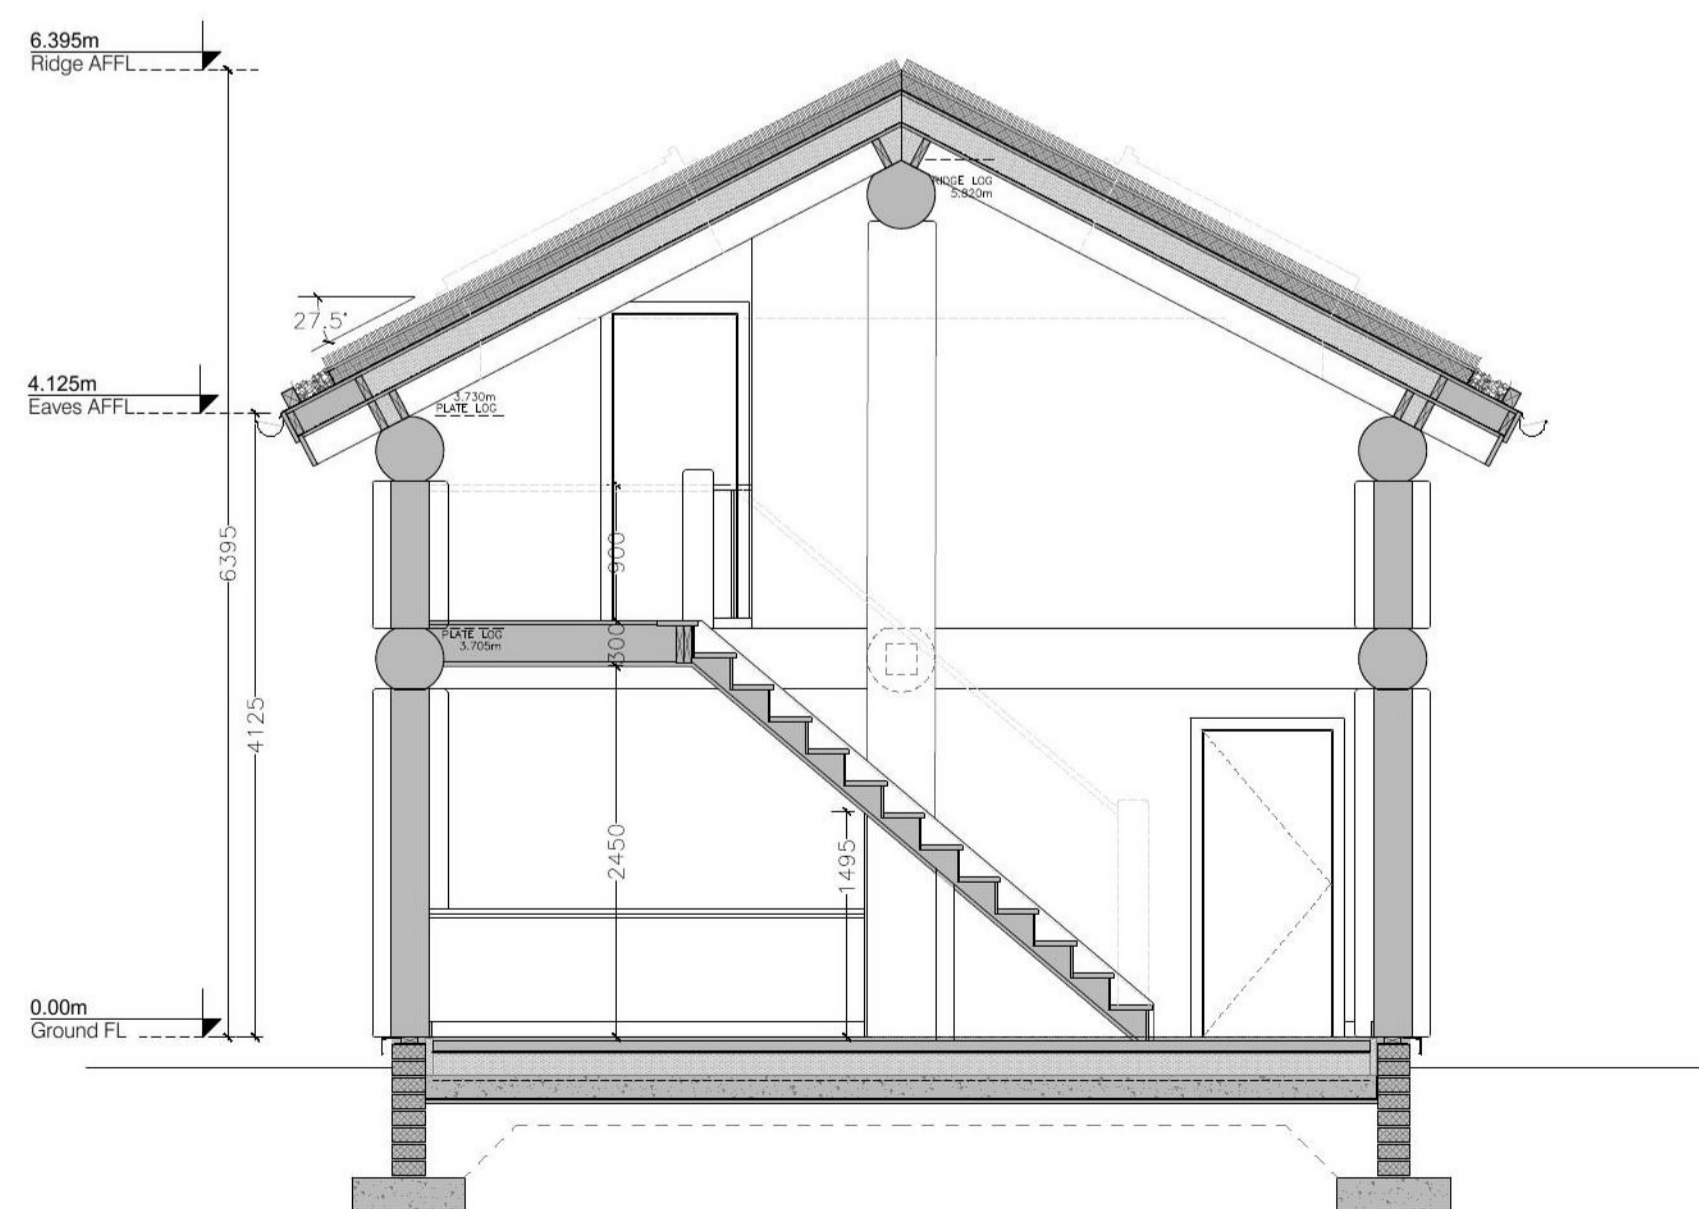 6.395m
Ridge AFFL
RIDGE LOG
5.820m
27.5°
4.125m
Eaves AFFL
3.730m
PLATE LOG
6395
900
PLATE LOG
3.705m
300
4125
2450
1495
0.00m
Ground FL